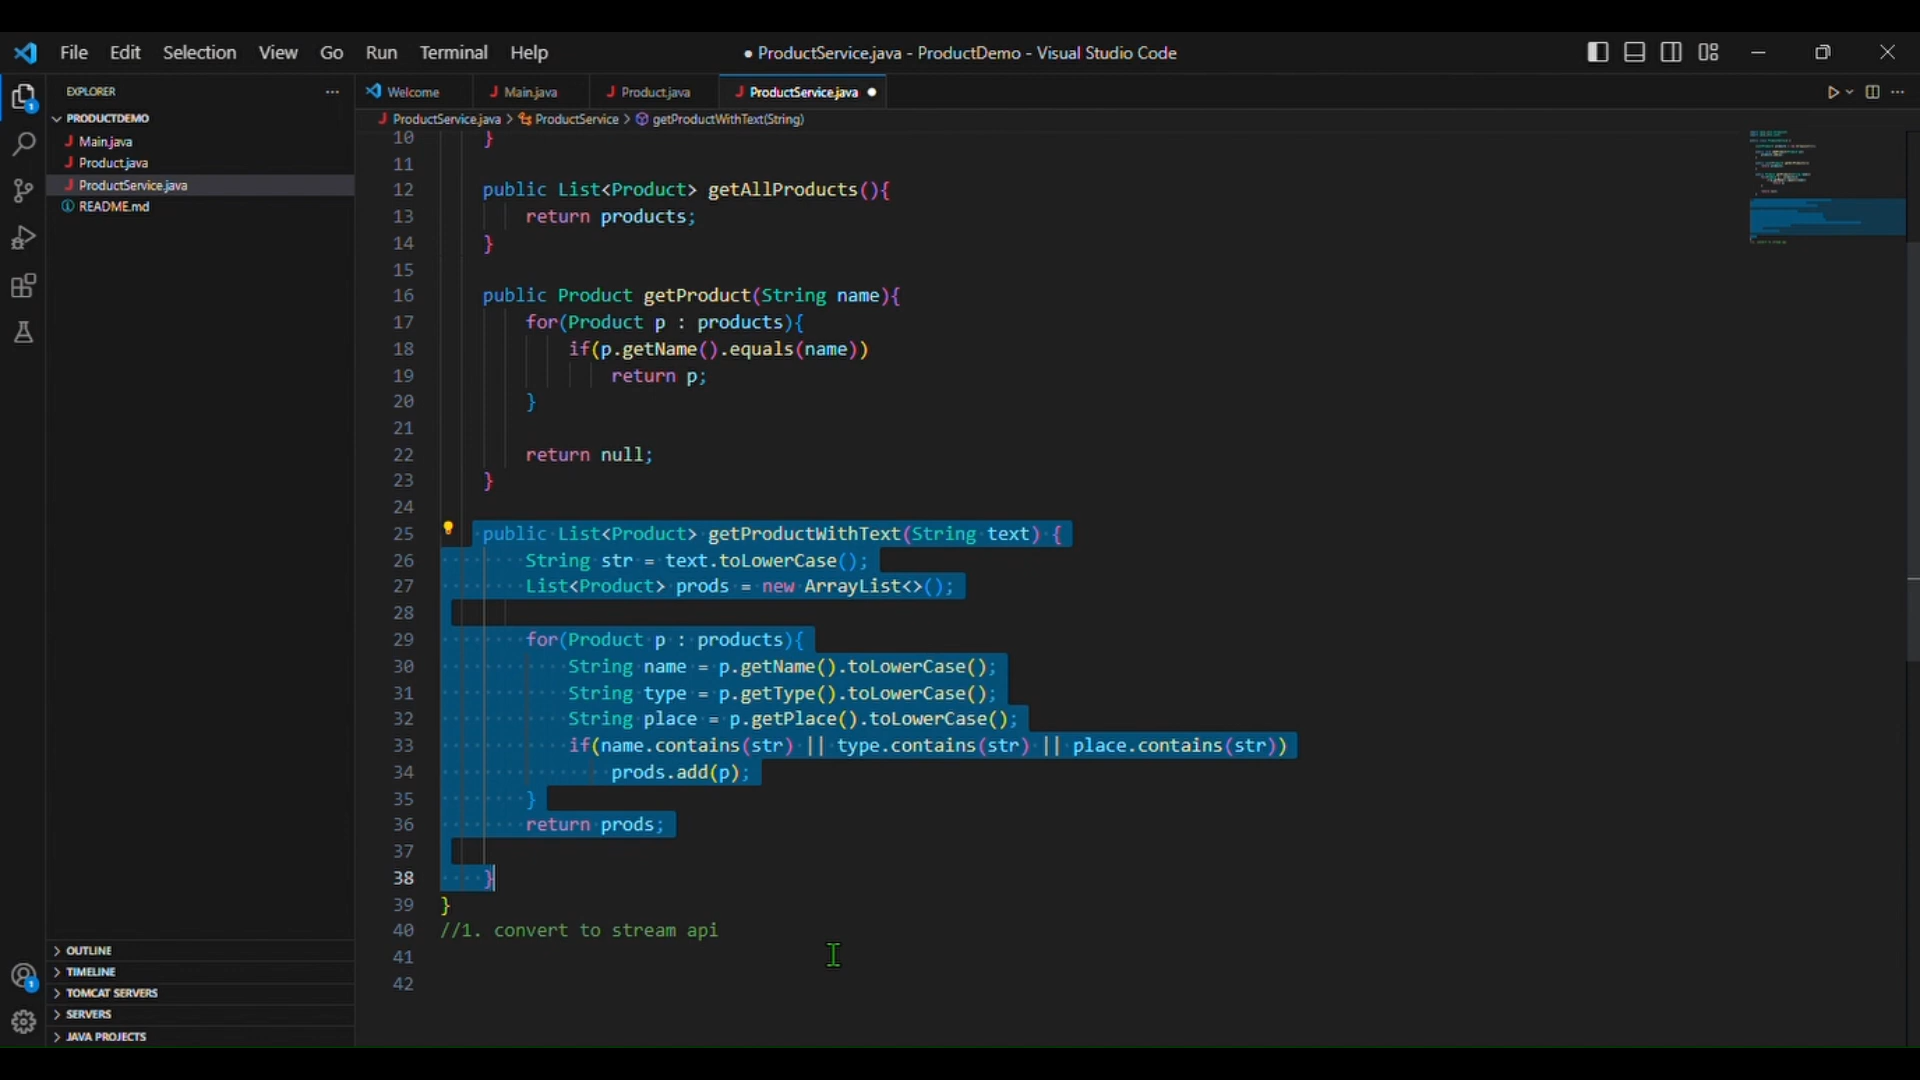 File Edit Selection View Go Run Terminal Help
● ProductService.java - ProductDemo - Visual Studio Code
EXPLORER
PRODUCTDEMO
Main.java
Product.java
ProductService.java
README.md
OUTLINE
TIMELINE
TOMCAT SERVERS
SERVERS
JAVA PROJECTS
1
1
Welcome Main.java Product.java ProductService.java
ProductService.java > ProductService > getProductWithText(String)
10 }
11
12 public List<Product> getAllProducts(){
13 return products;
14 }
15
16 public Product getProduct(String name){
17 for(Product p : products){
18 if(p.getName().equals(name))
19 return p;
20 }
21
22 return null;
23 }
24
25 public List<Product> getProductWithText(String text) {
26 String str = text.toLowerCase();
27 List<Product> prods = new ArrayList<>();
28
29 for(Product p : products){
30 String name = p.getName().toLowerCase();
31 String type = p.getType().toLowerCase();
32 String place = p.getPlace().toLowerCase();
33 if(name.contains(str) || type.contains(str) || place.contains(str))
34 prods.add(p);
35 }
36 return prods;
37
38 }
39 }
40 //1. convert to stream api
41
42